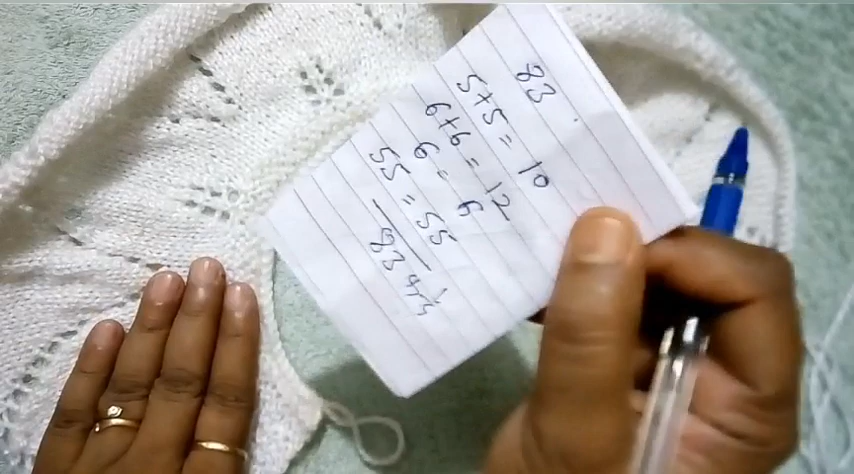 83
5+5= 10
6+6 = 12
6 = 6
55 = 55
83